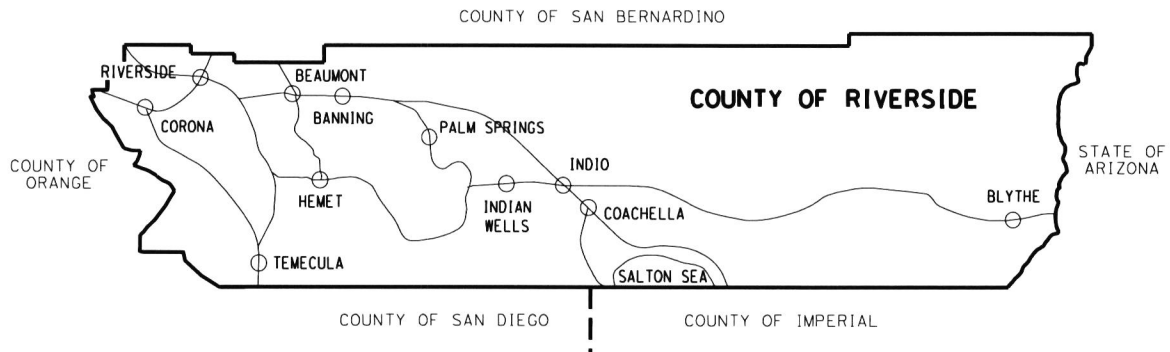 COUNTY OF SAN BERNARDINO
RIVERSIDE
BEAUMONT
COUNTY OF RIVERSIDE
CORONA
BANNING
PALM SPRINGS
COUNTY OF
ORANGE
STATE OF
ARIZONA
INDIO
HEMET
INDIAN
WELLS
COACHELLA
BLYTHE
TEMECULA
SALTON SEA
COUNTY OF SAN DIEGO
COUNTY OF IMPERIAL